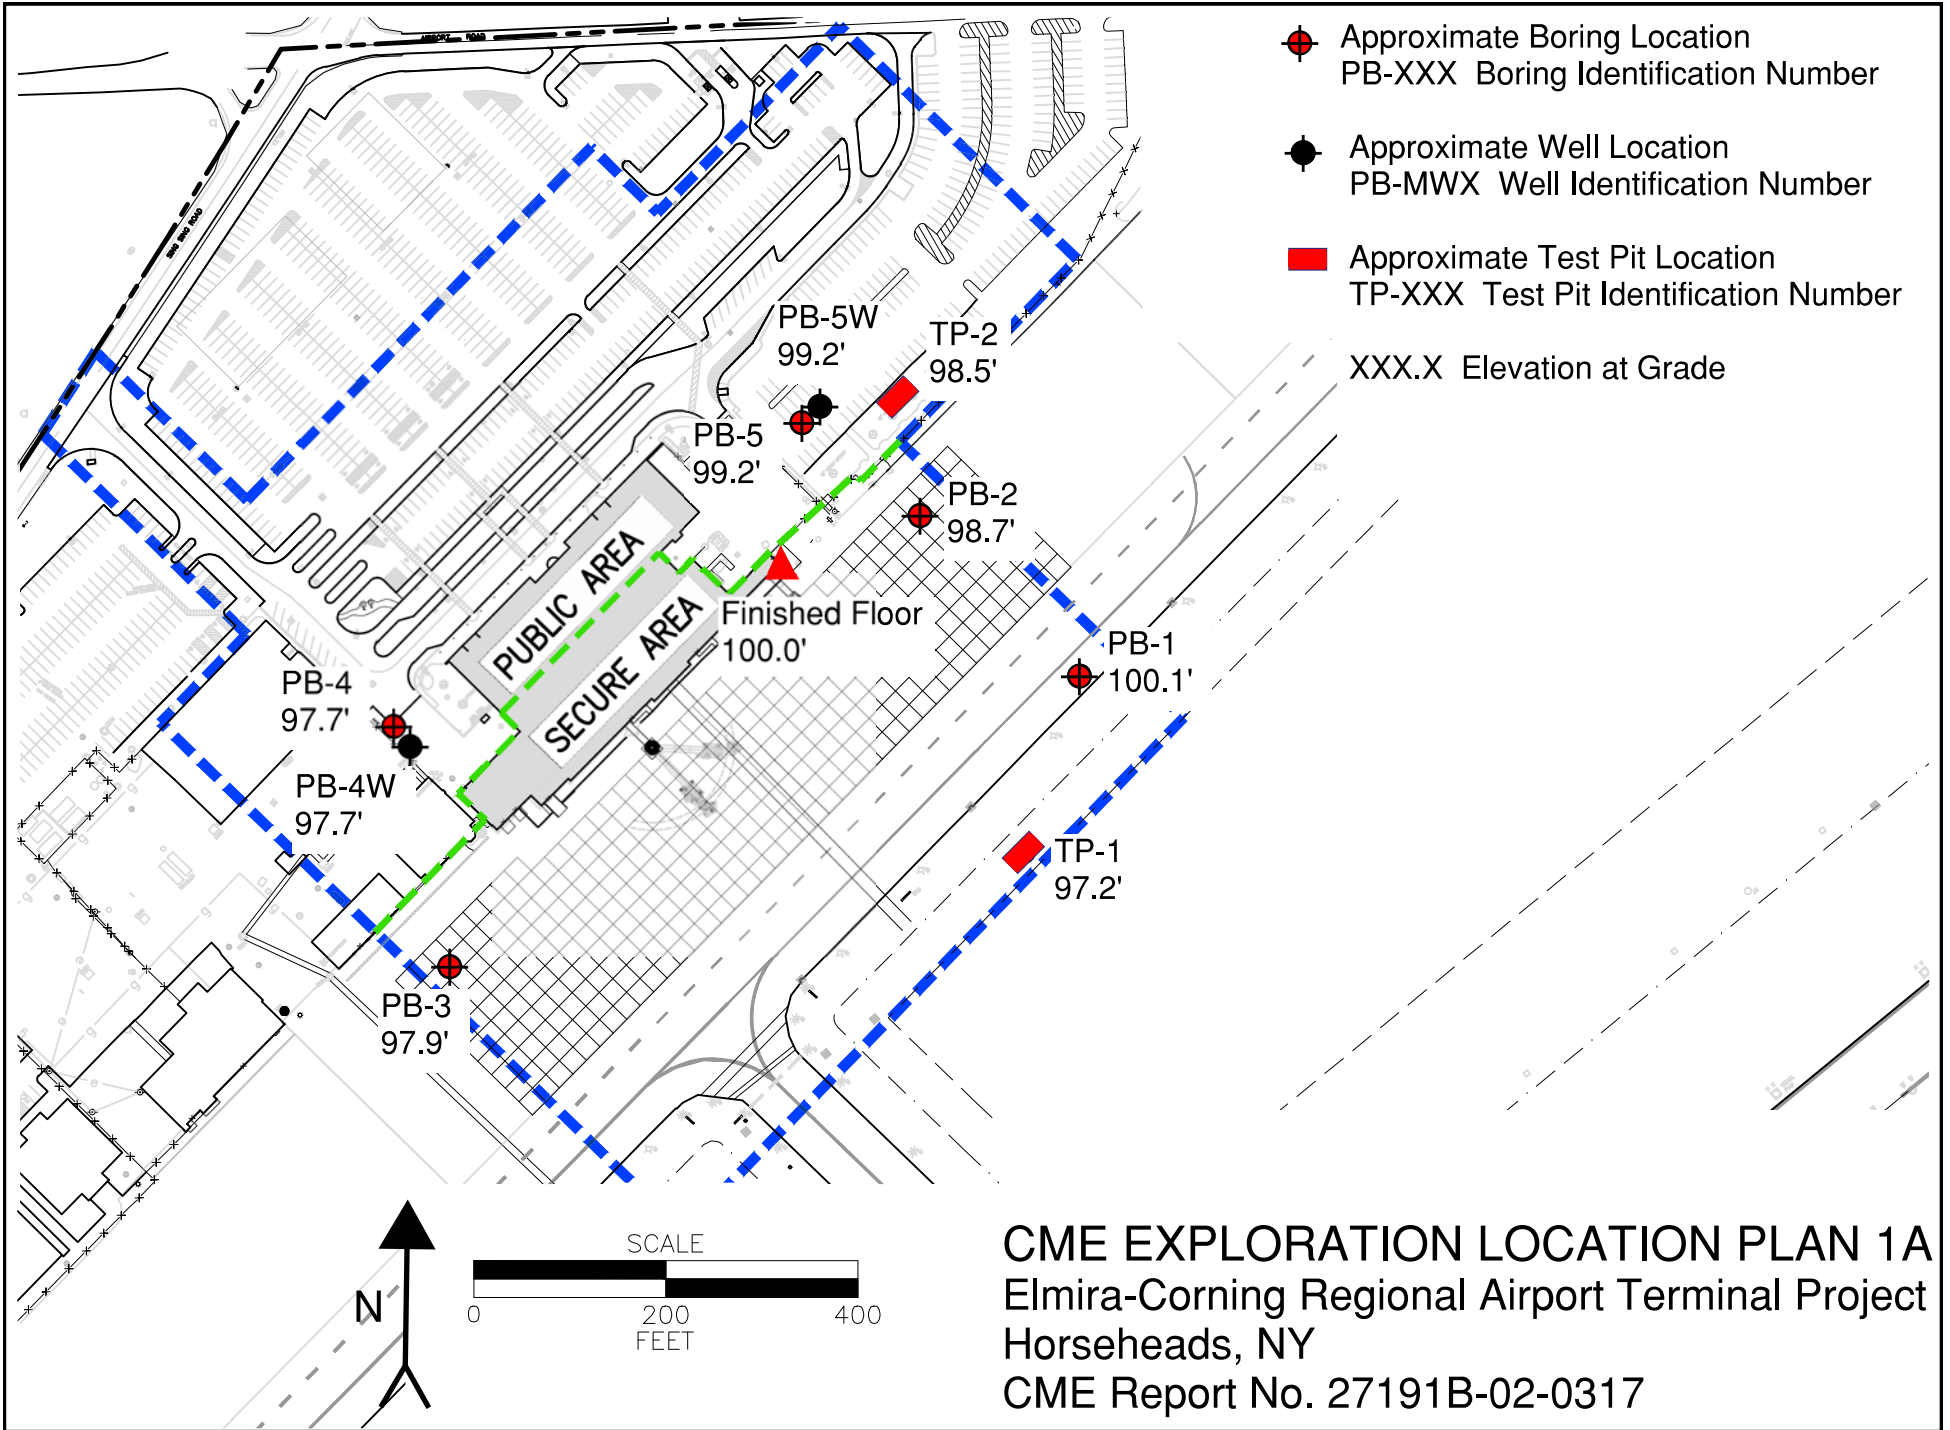 AIRPORT ROAD
SING SING ROAD
Approximate Boring Location
PB-XXX Boring Identification Number
Approximate Well Location
PB-MWX Well Identification Number
Approximate Test Pit Location
TP-XXX Test Pit Identification Number
XXX.X Elevation at Grade
PB-5W
99.2'
TP-2
98.5'
PB-5
99.2'
PB-2
98.7'
PUBLIC AREA
SECURE AREA
Finished Floor
100.0'
PB-1
100.1'
PB-4
97.7'
PB-4W
97.7'
TP-1
97.2'
PB-3
97.9'
N
SCALE
0 200 400
FEET
CME EXPLORATION LOCATION PLAN 1A
Elmira-Corning Regional Airport Terminal Project
Horseheads, NY
CME Report No. 27191B-02-0317